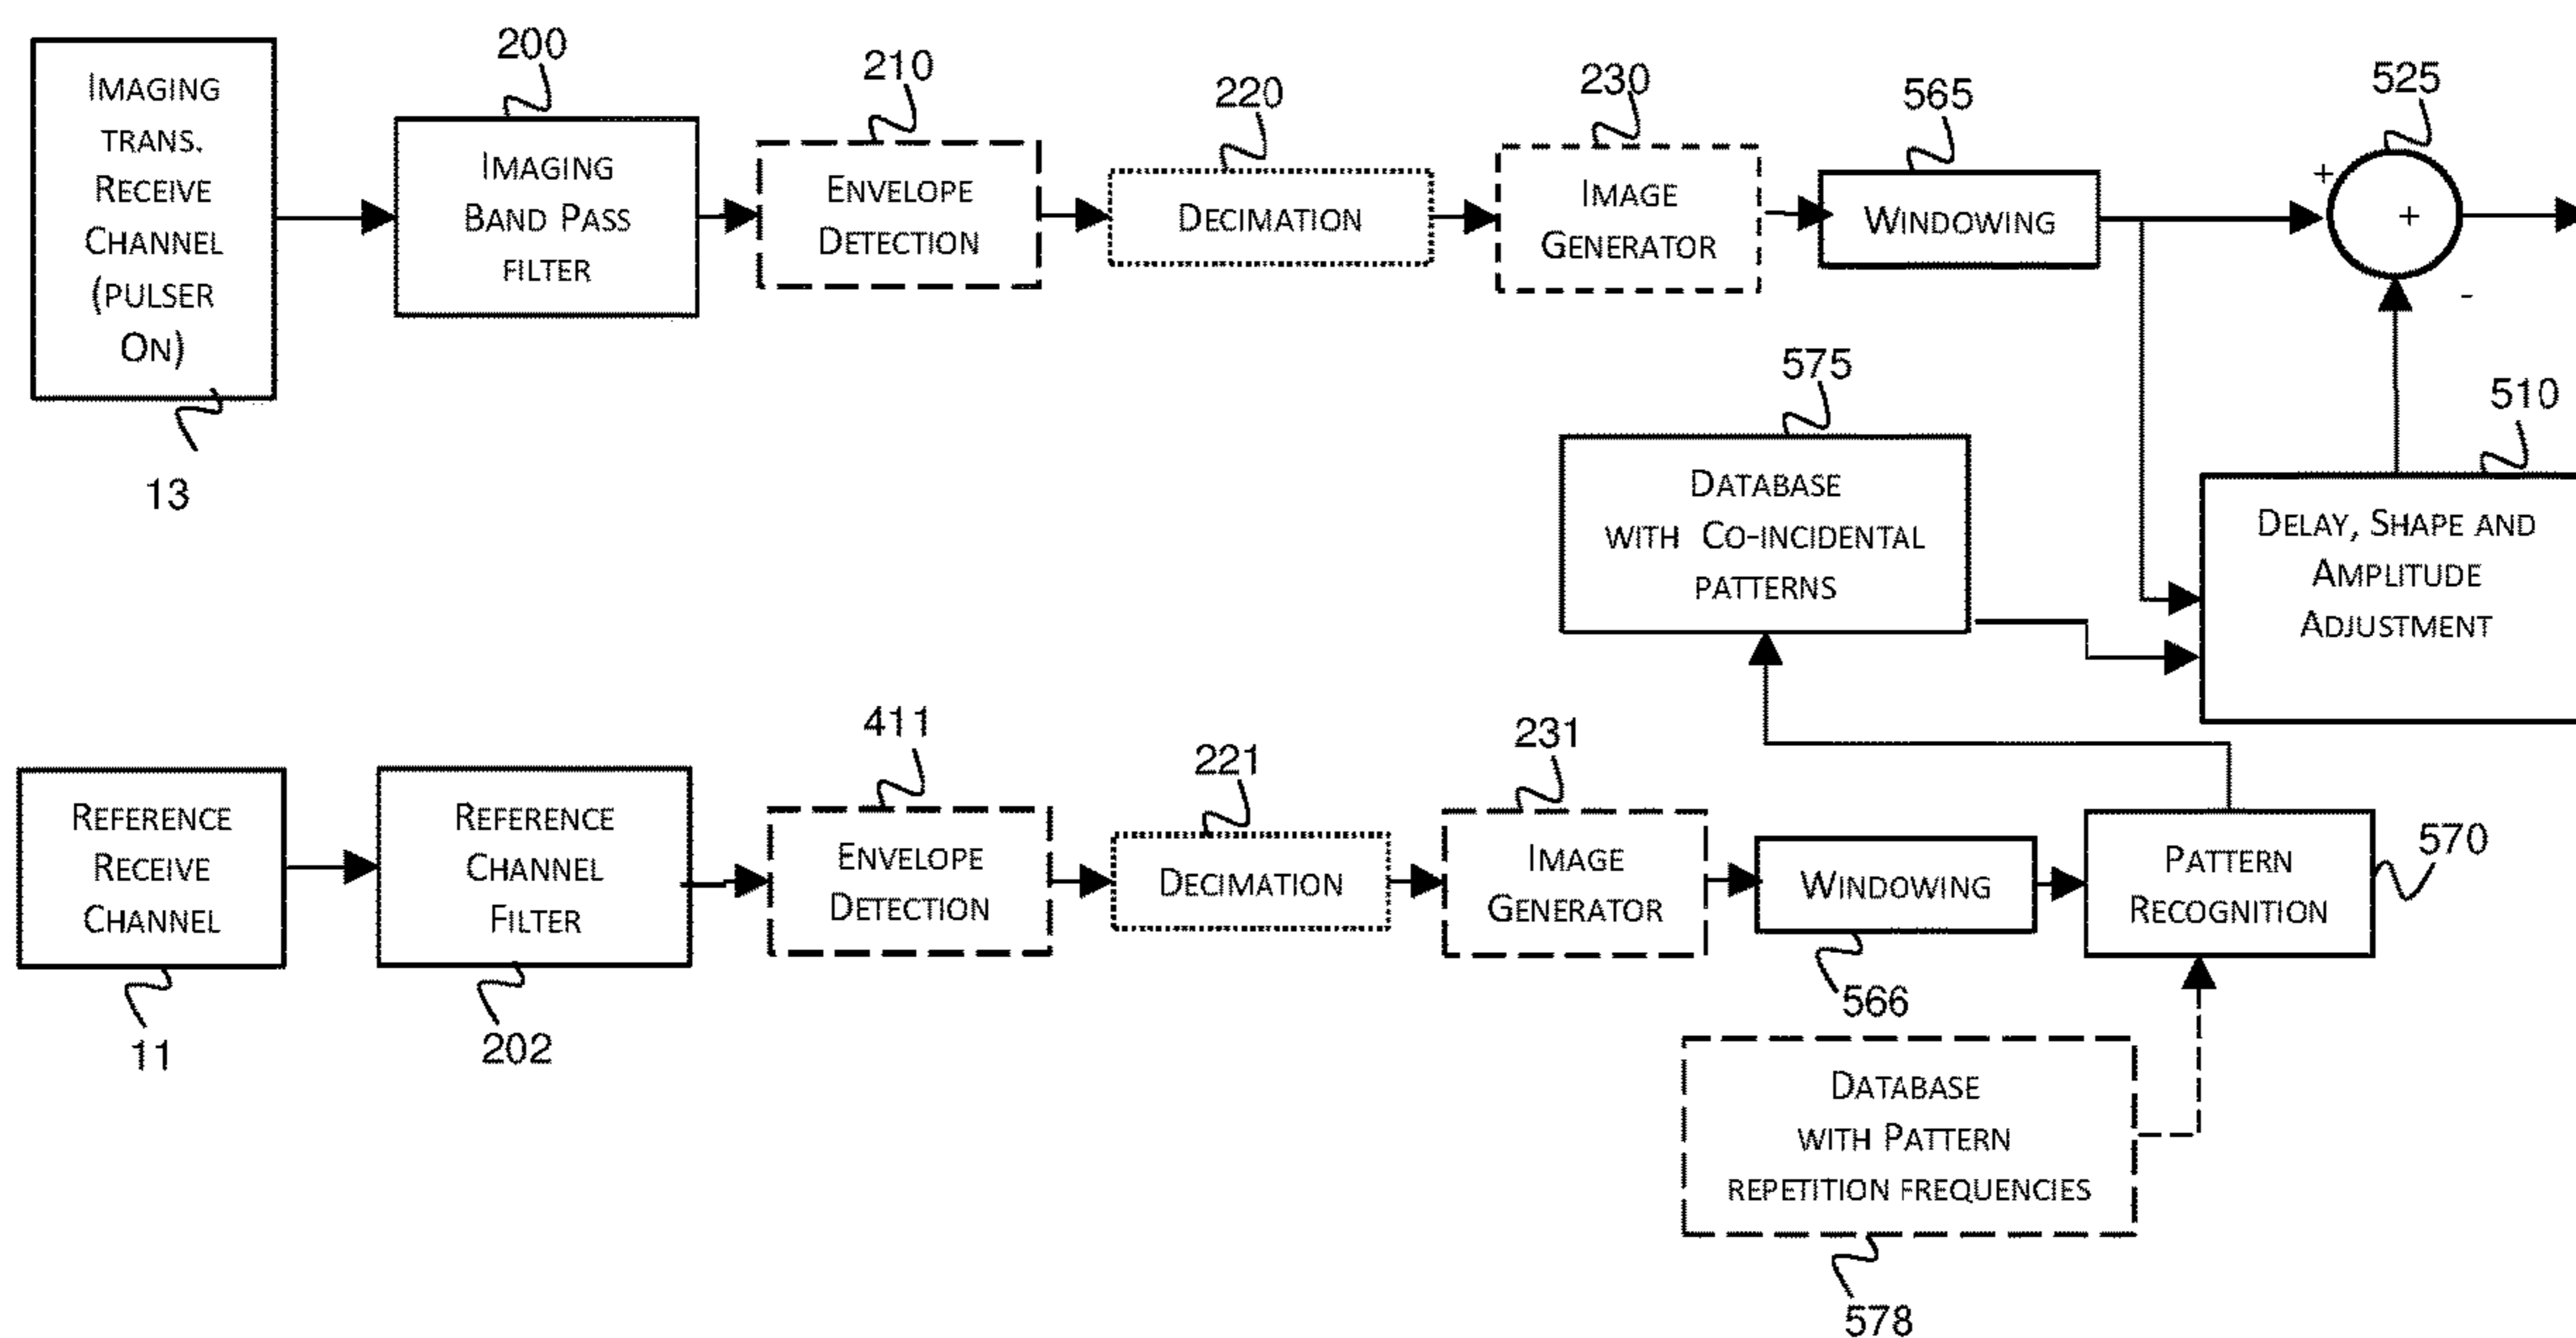 200
210
220
230
565
525
IMAGING
TRANS.
RECEIVE
CHANNEL
(PULSER
ON)
13
IMAGING
BAND PASS
FILTER
ENVELOPE
DETECTION
DECIMATION
IMAGE
GENERATOR
WINDOWING
+
+
-
575
510
DATABASE
WITH CO-INCIDENTAL
PATTERNS
DELAY, SHAPE AND
AMPLITUDE
ADJUSTMENT
411
221
231
REFERENCE
RECEIVE
CHANNEL
11
REFERENCE
CHANNEL
FILTER
202
ENVELOPE
DETECTION
DECIMATION
IMAGE
GENERATOR
WINDOWING
566
PATTERN
RECOGNITION
570
DATABASE
WITH PATTERN
REPETITION FREQUENCIES
578